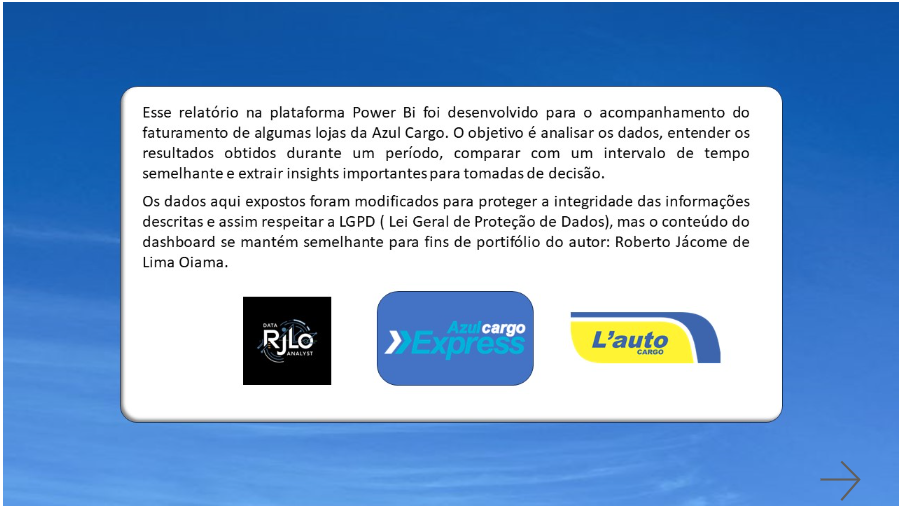 Esse relatório na plataforma Power Bi foi desenvolvido para o acompanhamento do
faturamento de algumas lojas da Azul Cargo. O objetivo é analisar os dados, entender os
resultados obtidos durante um período, comparar com um intervalo de tempo
semelhante e extrair insights importantes para tomadas de decisão.
Os dados aqui expostos foram modificados para proteger a integridade das informações
descritas e assim respeitar a LGPD ( Lei Geral de Proteção de Dados), mas o conteúdo do
dashboard se mantém semelhante para fins de portifólio do autor: Roberto Jácome de
Lima Oiama.
DATA
RJLO
ANALYST
Azulcargo
Express
L'auto
CARGO